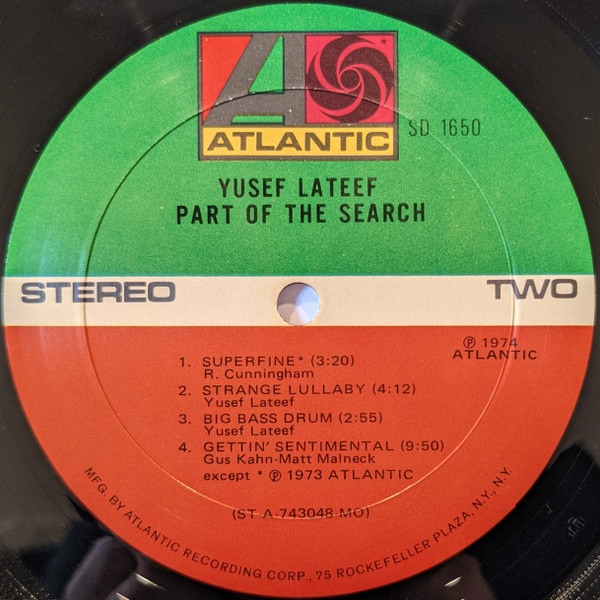 ATLANTIC
SD 1650
YUSEF LATEEF
PART OF THE SEARCH
STEREO
TWO
℗ 1974
ATLANTIC
1. SUPERFINE* (3:20)
R. Cunningham
2. STRANGE LULLABY (4:12)
Yusef Lateef
3. BIG BASS DRUM (2:55)
Yusef Lateef
4. GETTIN' SENTIMENTAL (9:50)
Gus Kahn-Matt Malneck
except * ℗ 1973 ATLANTIC
(ST A-743048 MO)
MFG. BY ATLANTIC RECORDING CORP., 75 ROCKEFELLER PLAZA, N.Y., N.Y.